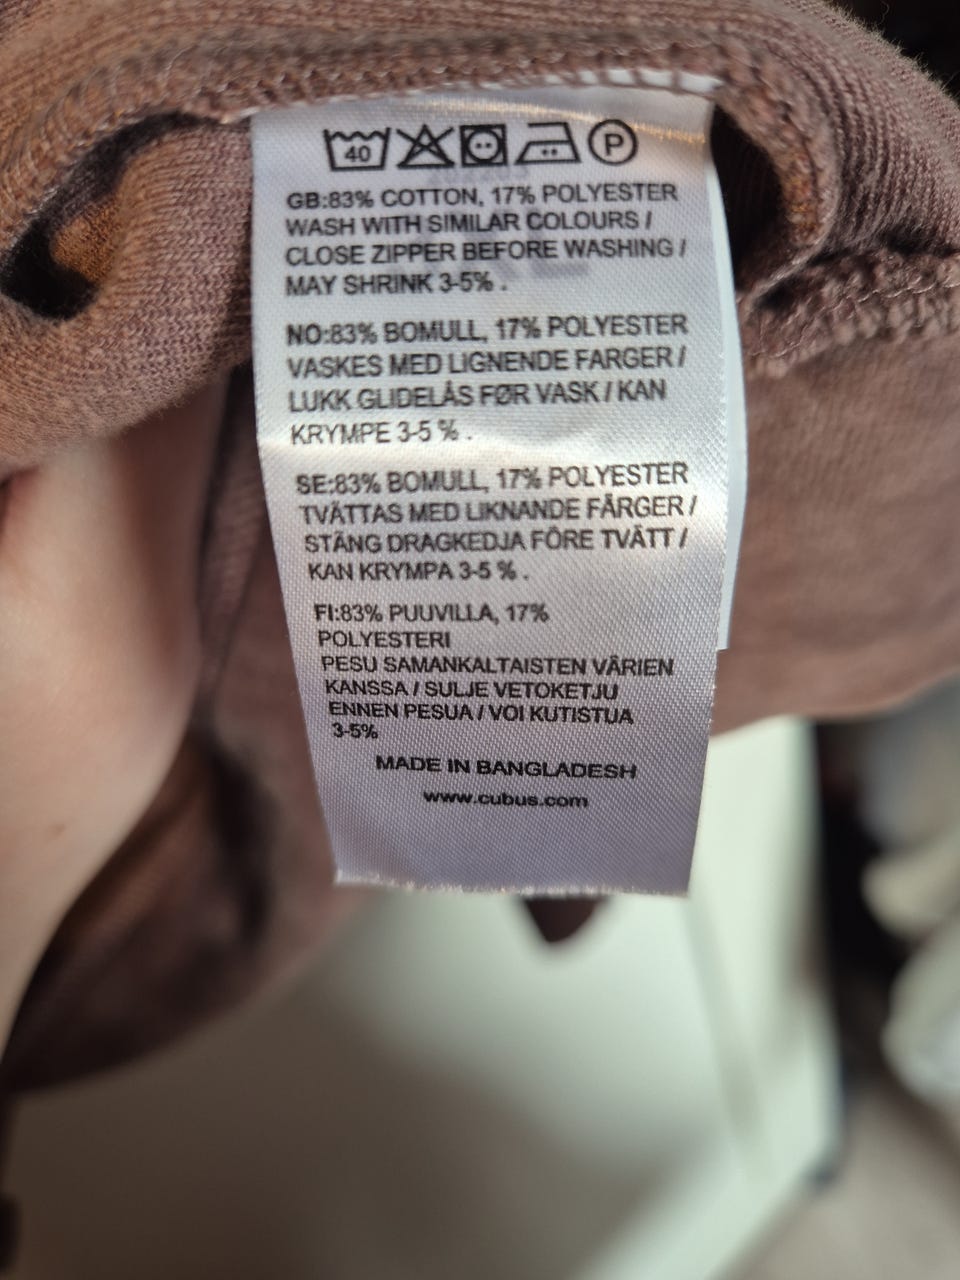 40
P
GB:83% COTTON, 17% POLYESTER
WASH WITH SIMILAR COLOURS /
CLOSE ZIPPER BEFORE WASHING /
MAY SHRINK 3-5% .
NO:83% BOMULL, 17% POLYESTER
VASKES MED LIGNENDE FARGER /
LUKK GLIDELÅS FØR VASK / KAN
KRYMPE 3-5 % .
SE:83% BOMULL, 17% POLYESTER
TVÄTTAS MED LIKNANDE FÄRGER /
STÄNG DRAGKEDJA FÖRE TVÄTT /
KAN KRYMPA 3-5 % .
FI:83% PUUVILLA, 17%
POLYESTERI
PESU SAMANKALTAISTEN VÄRIEN
KANSSA / SULJE VETOKETJU
ENNEN PESUA / VOI KUTISTUA
3-5%
MADE IN BANGLADESH
www.cubus.com